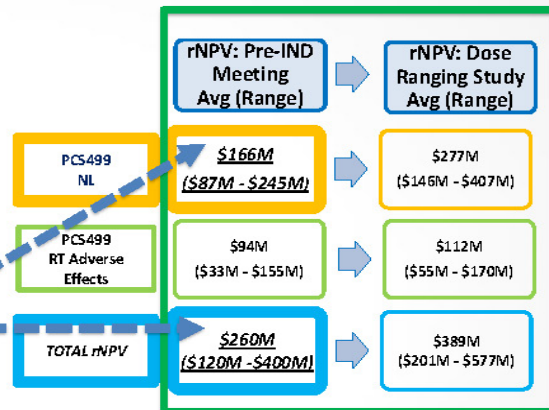 rNPV: Pre-IND
Meeting
Avg (Range)
rNPV: Dose
Ranging Study
Avg (Range)
PCS499
NL
$166M
($87M - $245M)
$277M
($146M - $407M)
PCS499
RT Adverse
Effects
$94M
($33M - $155M)
$112M
($55M - $170M)
TOTAL rNPV
$260M
($120M -$400M)
$389M
($201M - $577M)